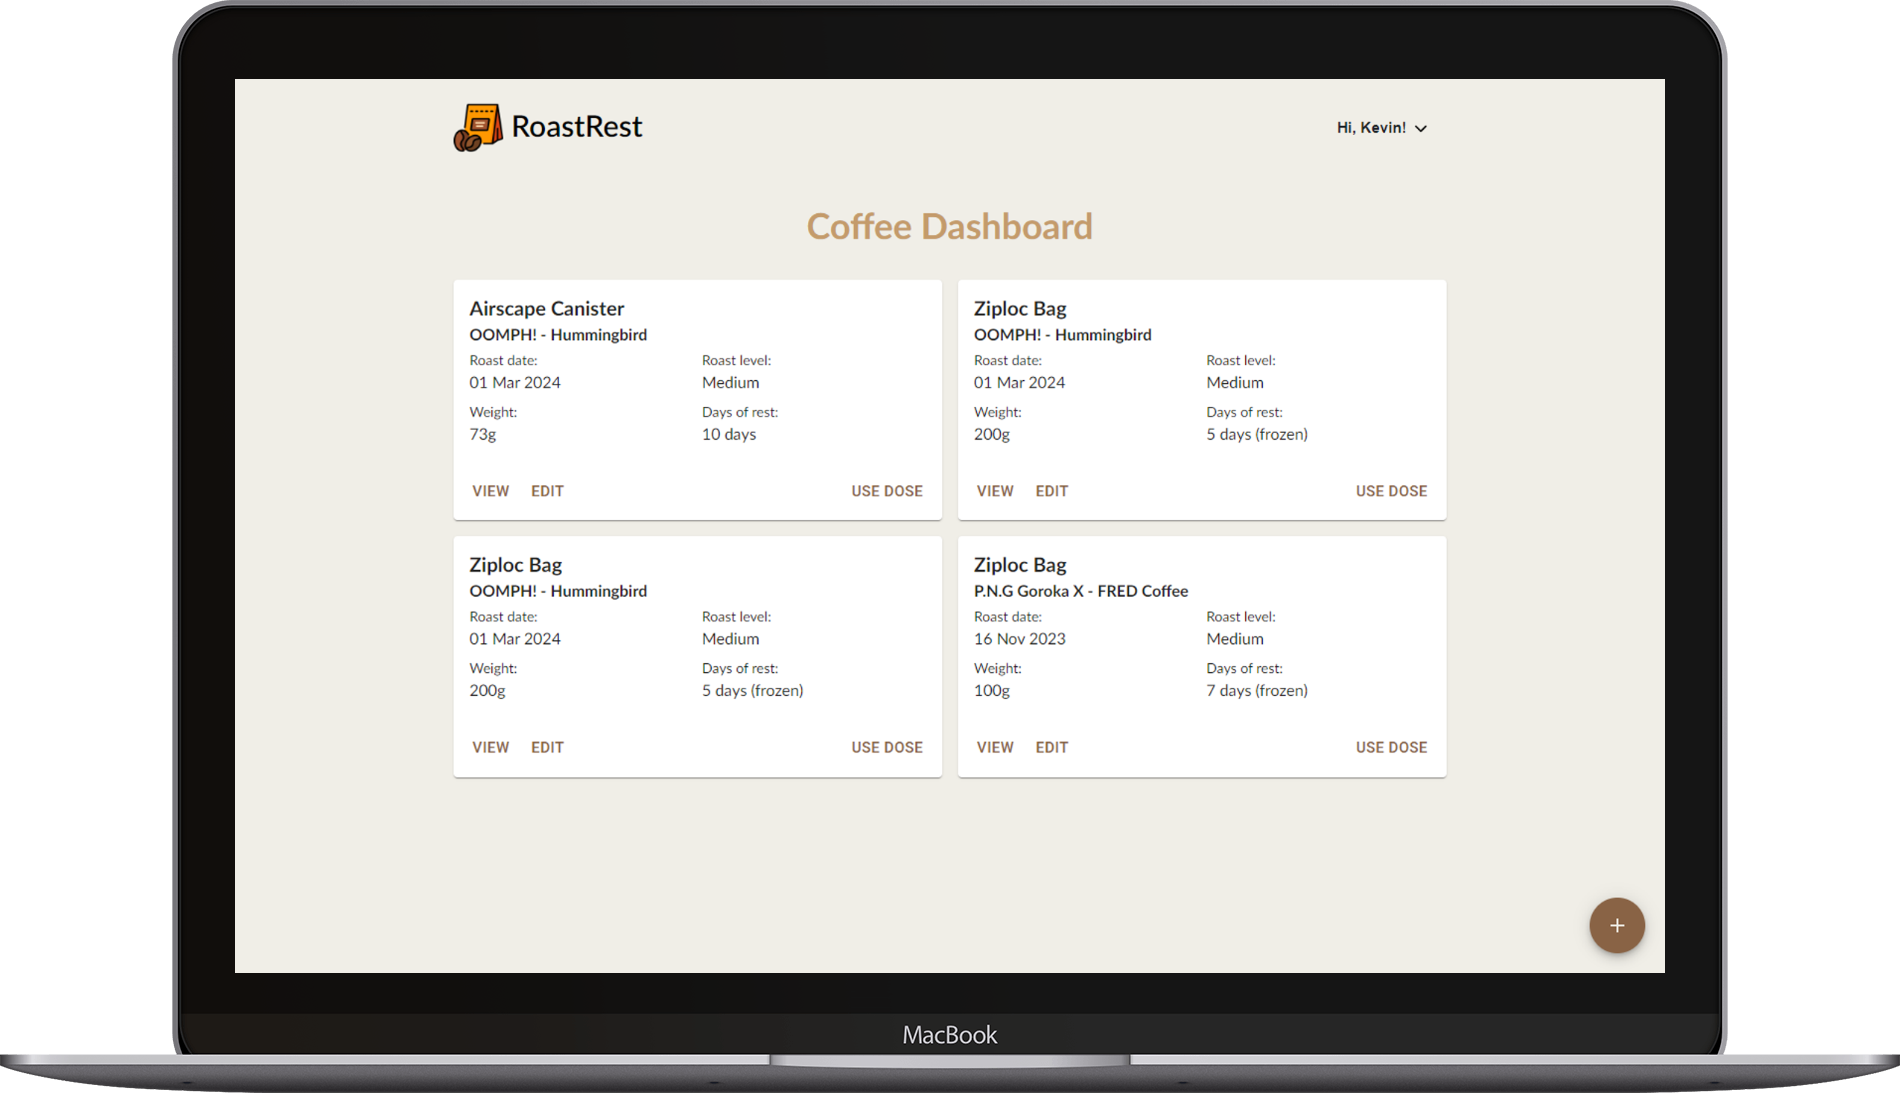 RoastRest
Hi, Kevin!
Coffee Dashboard
Airscape Canister
OOMPH! - Hummingbird
Roast date:
Roast level:
01 Mar 2024
Medium
Weight:
Days of rest:
73g
10 days
VIEW EDIT USE DOSE
Ziploc Bag
OOMPH! - Hummingbird
Roast date:
Roast level:
01 Mar 2024
Medium
Weight:
Days of rest:
200g
5 days (frozen)
VIEW EDIT USE DOSE
Ziploc Bag
OOMPH! - Hummingbird
Roast date:
Roast level:
01 Mar 2024
Medium
Weight:
Days of rest:
200g
5 days (frozen)
VIEW EDIT USE DOSE
Ziploc Bag
P.N.G Goroka X - FRED Coffee
Roast date:
Roast level:
16 Nov 2023
Medium
Weight:
Days of rest:
100g
7 days (frozen)
VIEW EDIT USE DOSE
+
MacBook